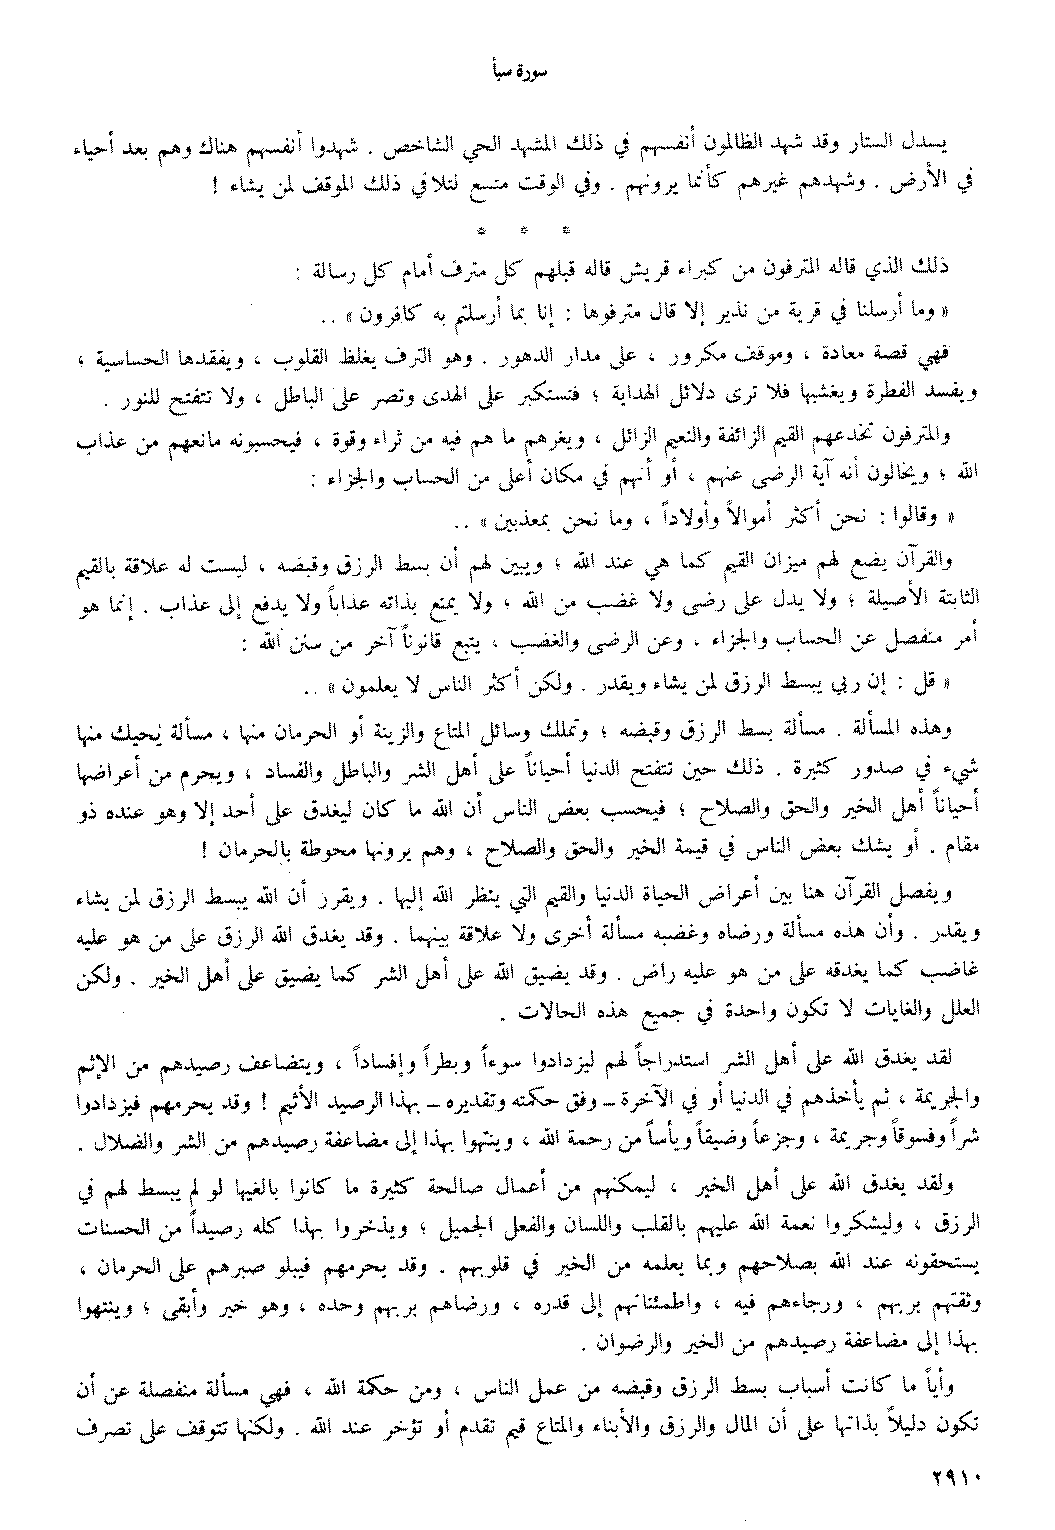 سورة سبأ
يسدل الستار وقد شهد الظالمون أنفسهم في ذلك المشهد الحي الشاخص . شهدوا أنفسهم هناك وهم بعد أحياء
في الأرض . وشهدهم غيرهم كأنما يرونهم . وفي الوقت متسع لتلافي ذلك الموقف لمن يشاء !
* * *
ذلك الذي قاله المترفون من كبراء قريش قاله قبلهم كل مترف أمام كل رسالة :
« وما أرسلنا في قرية من نذير إلا قال مترفوها : إنا بما أرسلتم به كافرون » ..
فهي قصة معادة ، وموقف مكرور ، على مدار الدهور . وهو الترف يغلظ القلوب ، ويفقدها الحساسية ؛
ويفسد الفطرة ويغشيها فلا ترى دلائل الهداية ؛ فتستكبر على الهدى وتصر على الباطل ، ولا تتفتح للنور .
والمترفون تخدعهم القيم الزائفة والنعيم الزائل ، ويغرهم ما هم فيه من ثراء وقوة ، فيحسبونه مانعهم من عذاب
الله ؛ ويخالون أنه آية الرضى عنهم ، أو أنهم في مكان أعلى من الحساب والجزاء :
« وقالوا : نحن أكثر أموالاً وأولاداً ، وما نحن بمعذبين » ..
والقرآن يضع لهم ميزان القيم كما هي عند الله ؛ ويبين لهم أن بسط الرزق وقبضه ، ليست له علاقة بالقيم
الثابتة الأصيلة ؛ ولا يدل على رضى ولا غضب من الله ؛ ولا يمنع بذاته عذاباً ولا يدفع إلى عذاب . إنما هو
أمر منفصل عن الحساب والجزاء ، وعن الرضى والغضب ، يتبع قانوناً آخر من سنن الله :
« قل : إن ربي يبسط الرزق لمن يشاء ويقدر . ولكن أكثر الناس لا يعلمون » ..
وهذه المسألة . مسألة بسط الرزق وقبضه ؛ وتملك وسائل المتاع والزينة أو الحرمان منها ، مسألة يحيك منها
شيء في صدور كثيرة . ذلك حين تتفتح الدنيا أحياناً على أهل الشر والباطل والفساد ، ويحرم من أعراضها
أحياناً أهل الخير والحق والصلاح ؛ فيحسب بعض الناس أن الله ما كان ليغدق على أحد إلا وهو عنده ذو
مقام . أو يشك بعض الناس في قيمة الخير والحق والصلاح ، وهم يرونها محوطة بالحرمان !
ويفصل القرآن هنا بين أعراض الحياة الدنيا والقيم التي ينظر الله إليها . ويقرر أن الله يبسط الرزق لمن يشاء
ويقدر . وأن هذه مسألة ورضاه وغضبه مسألة أخرى ولا علاقة بينهما . وقد يغدق الله الرزق على من هو عليه
غاضب كما يغدقه على من هو عليه راض . وقد يضيق الله على أهل الشر كما يضيق على أهل الخير . ولكن
العلل والغايات لا تكون واحدة في جميع هذه الحالات .
لقد يغدق الله على أهل الشر استدراجاً لهم ليزدادوا سوءاً وبطراً وإفساداً ، ويتضاعف رصيدهم من الإثم
والجريمة ، ثم يأخذهم في الدنيا أو في الآخرة ــ وفق حكمته وتقديره ــ بهذا الرصيد الأثيم ! وقد يحرمهم فيزدادوا
شراً وفسوقاً وجريمة ، وجزعاً وضيقاً ويأساً من رحمة الله ، وينتهوا بهذا إلى مضاعفة رصيدهم من الشر والضلال .
ولقد يغدق الله على أهل الخير ، ليمكنهم من أعمال صالحة كثيرة ما كانوا بالغيها لو لم يبسط لهم في
الرزق ، وليشكروا نعمة الله عليهم بالقلب واللسان والفعل الجميل ؛ ويذخروا بهذا كله رصيداً من الحسنات
يستحقونه عند الله بصلاحهم وبما يعلمه من الخير في قلوبهم . وقد يحرمهم فيبلو صبرهم على الحرمان ،
وثقتهم بربهم ، ورجاءهم فيه ، واطمئنانهم إلى قدره ، ورضاهم بربهم وحده ، وهو خير وأبقى ؛ وينتهوا
بهذا إلى مضاعفة رصيدهم من الخير والرضوان .
وأياً ما كانت أسباب بسط الرزق وقبضه من عمل الناس ، ومن حكمة الله ، فهي مسألة منفصلة عن أن
تكون دليلاً بذاتها على أن المال والرزق والأبناء والمتاع قيم تقدم أو تؤخر عند الله . ولكنها تتوقف على تصرف
٢٩١٠